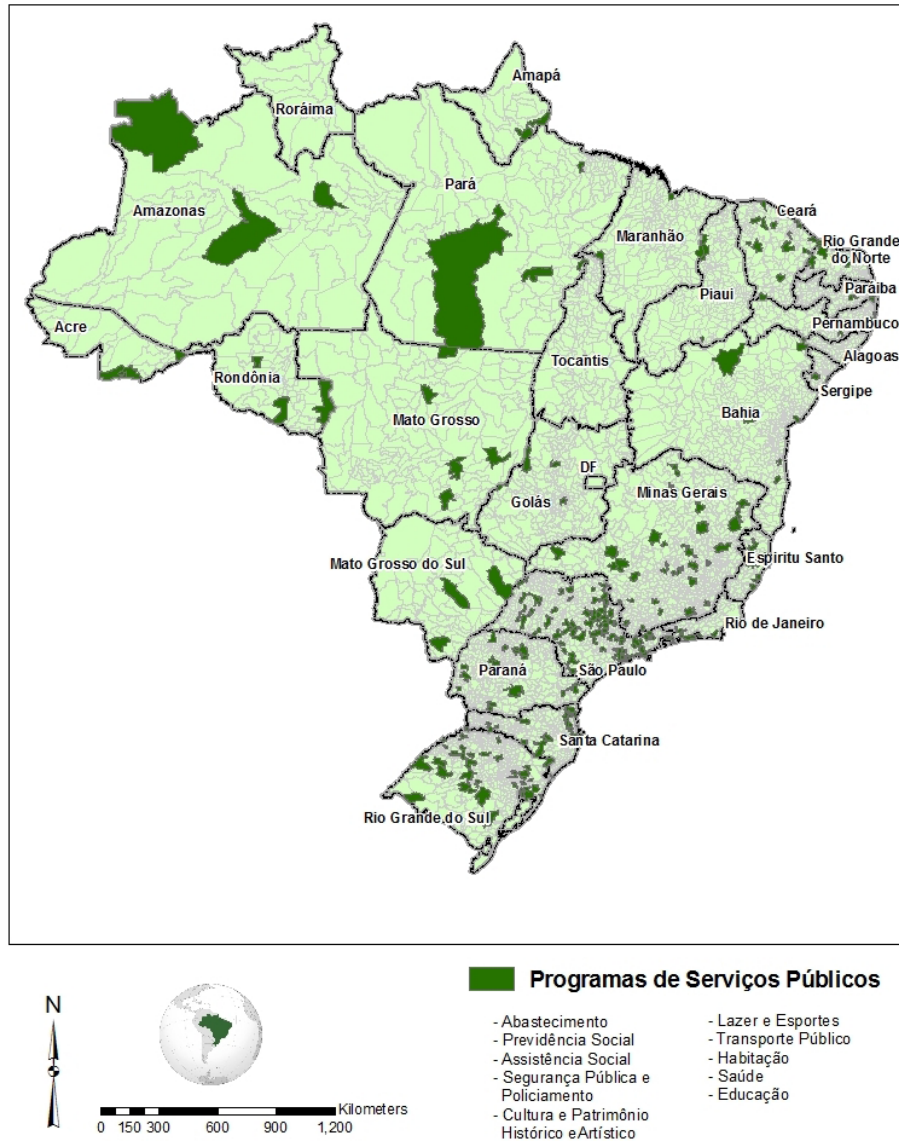 Amapá
Roráima
Pará
Amazonas
Ceará
Maranhão
Rio Grande
do Norte
Paraiba
Piaui
Acre
Pernambuco
Alagoas
Tocantis
Rondônia
Sergipe
Bahia
Mato Grosso
DF
Minas Gerais
Golás
Espiritu Santo
Mato Grosso do Sul
Rio de Janeiro
Paraná
São Paulo
Santa Catarina
Rio Grande do Sul
N
Kilometers
0 150 300 600 900 1,200
Programas de Serviços Públicos
- Abastecimento
- Previdência Social
- Assistência Social
- Segurança Pública e
Policiamento
- Cultura e Patrimônio
Histórico eArtístico
- Lazer e Esportes
- Transporte Público
- Habitação
- Saúde
- Educação